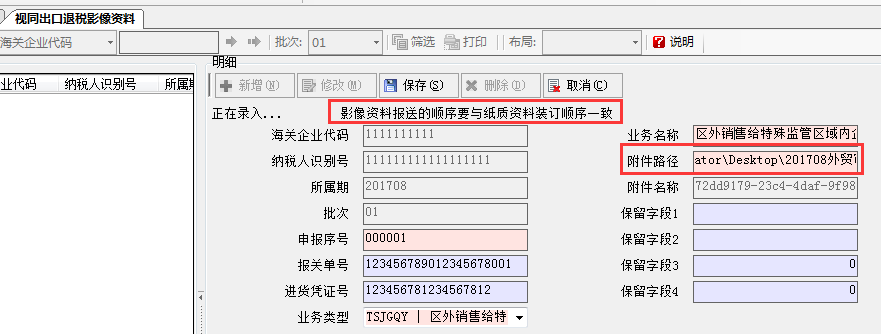 视同出口退税影像资料
海关企业代码 批次: 01 筛选 打印 布局: 说明
业代码 纳税人识别号 所属
明细
新增(N) 修改(M) 保存(S) 删除(D) 取消(C)
正在录入... 影像资料报送的顺序要与纸质资料装订顺序一致
海关企业代码 1111111111 业务名称 区外销售给特殊监管区域内
纳税人识别号 111111111111111111 附件路径 ator\Desktop\201708外贸
所属期 201708 附件名称 72dd9179-23c4-4daf-9f98
批次 01 保留字段1
申报序号 000001 保留字段2
报关单号 123456789012345678001 保留字段3 0
进货凭证号 123456781234567812 保留字段4 0
业务类型 TSJGQY | 区外销售给特